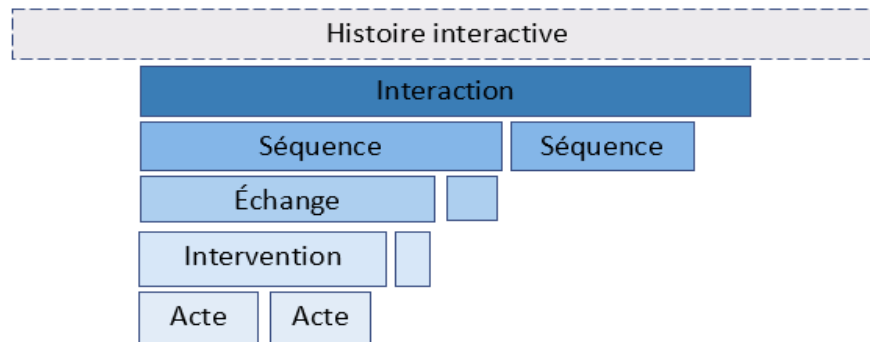 Histoire interactive
Interaction
Séquence Séquence
Échange
Intervention
Acte Acte